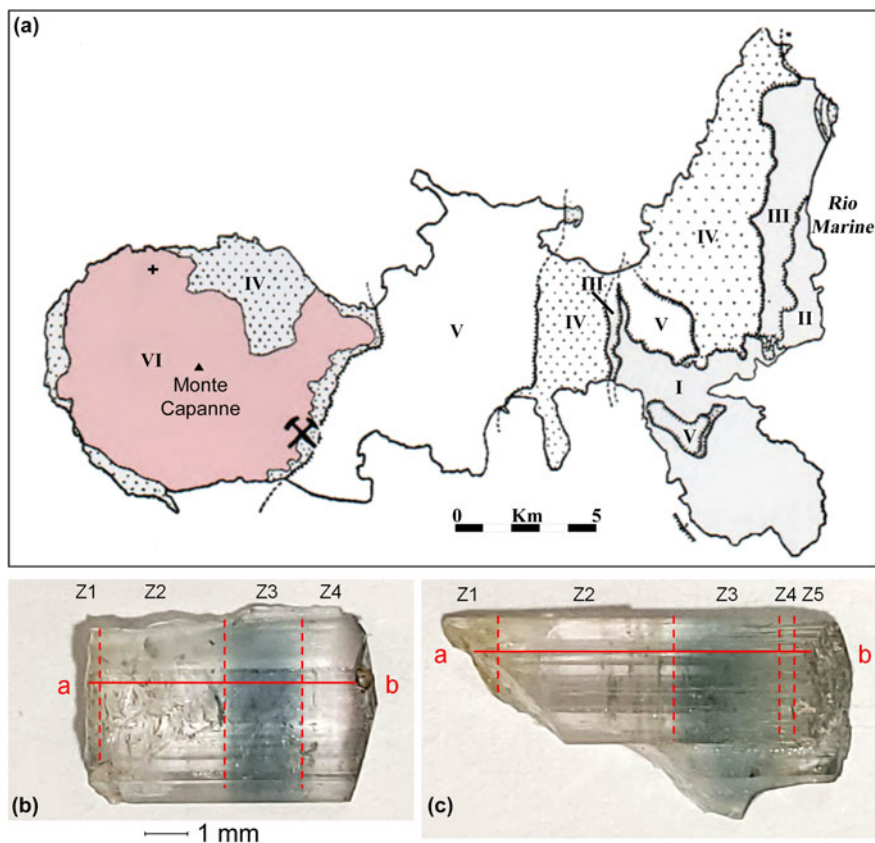 (a)
III
Rio
Marine
IV
IV
III
V
V
IV
II
VI
Monte
Capanne
I
V
0 Km 5
Z1 Z2 Z3 Z4
a b
(b)
1 mm
Z1 Z2 Z3 Z4 Z5
a b
(c)